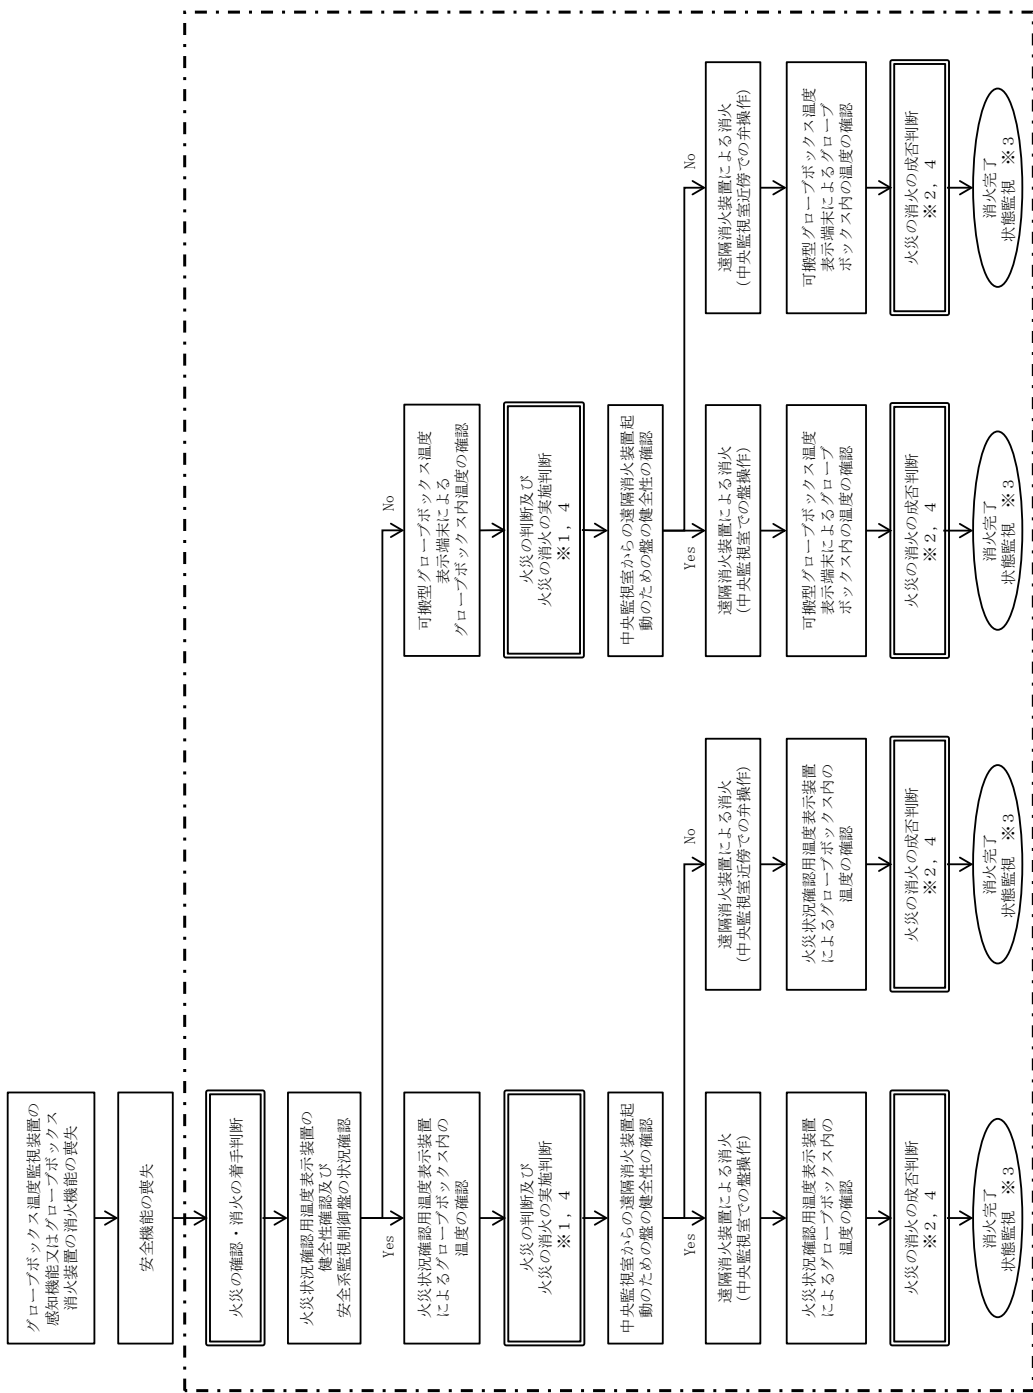 グローブボックス温度監視装置の
感知機能又はグローブボックス
消火装置の消火機能の喪失
安全機能の喪失
火災の確認・消火の着手判断
火災状況確認用温度表示装置の
健全性確認及び
安全系監視制御盤の状況確認
Yes
No
火災状況確認用温度表示装置
によるグローブボックス内の
温度の確認
火災の判断及び
火災の消火の実施判断
※1, 4
中央監視室からの遠隔消火装置起
動のための盤の健全性の確認
Yes
No
遠隔消火装置による消火
(中央監視室での盤操作)
火災状況確認用温度表示装置
によるグローブボックス内の
温度の確認
火災の消火の成否判断
※2, 4
消火完了
状態監視 ※3
遠隔消火装置による消火
(中央監視室近傍での弁操作)
火災状況確認用温度表示装置
によるグローブボックス内の
温度の確認
火災の消火の成否判断
※2, 4
消火完了
状態監視 ※3
可搬型グローブボックス温度
表示端末による
グローブボックス内温度の確認
火災の判断及び
火災の消火の実施判断
※1, 4
中央監視室からの遠隔消火装置起
動のための盤の健全性の確認
Yes
No
遠隔消火装置による消火
(中央監視室での盤操作)
可搬型グローブボックス温度
表示端末によるグローブ
ボックス内の温度の確認
火災の消火の成否判断
※2, 4
消火完了
状態監視 ※3
遠隔消火装置による消火
(中央監視室近傍での弁操作)
可搬型グローブボックス温度
表示端末によるグローブ
ボックス内の温度の確認
火災の消火の成否判断
※2, 4
消火完了
状態監視 ※3